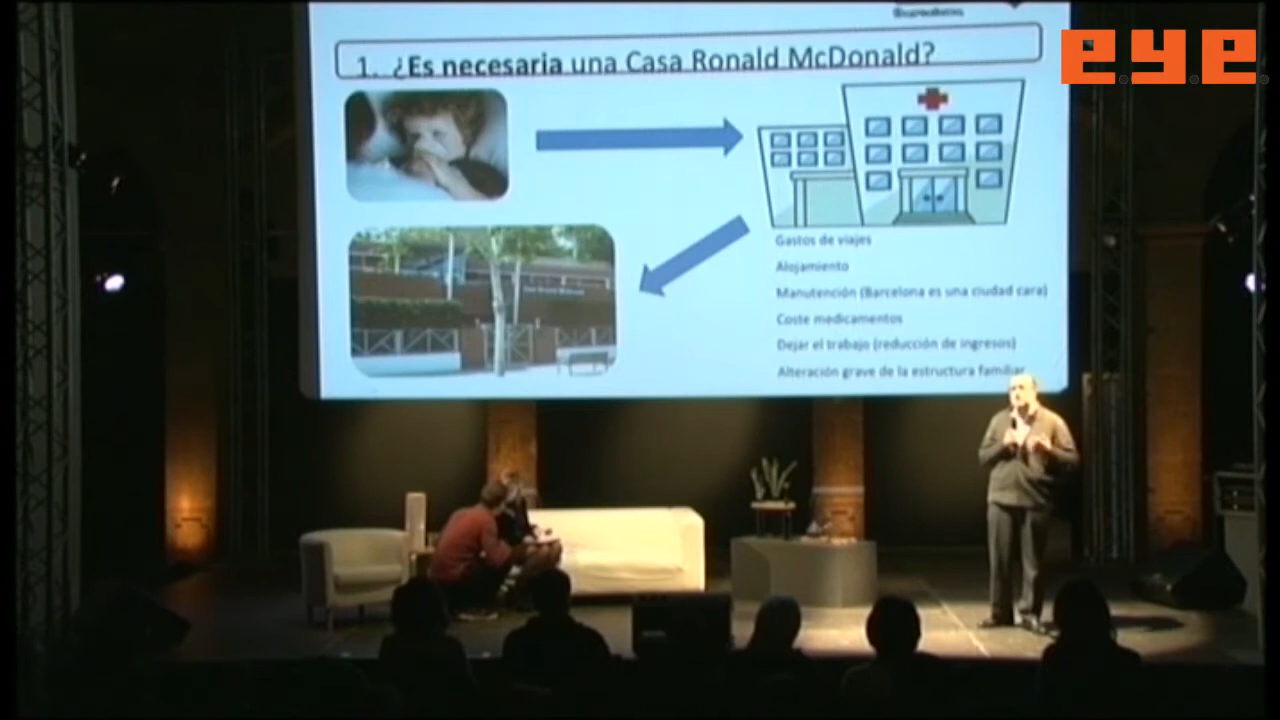 e.y.e.
1. ¿Es necesaria una Casa Ronald McDonald?
Gastos de viajes
Alojamiento
Manutención (Barcelona es una ciudad cara)
Coste medicamentos
Dejar el trabajo (reducción de ingresos)
Alteración grave de la estructura familiar